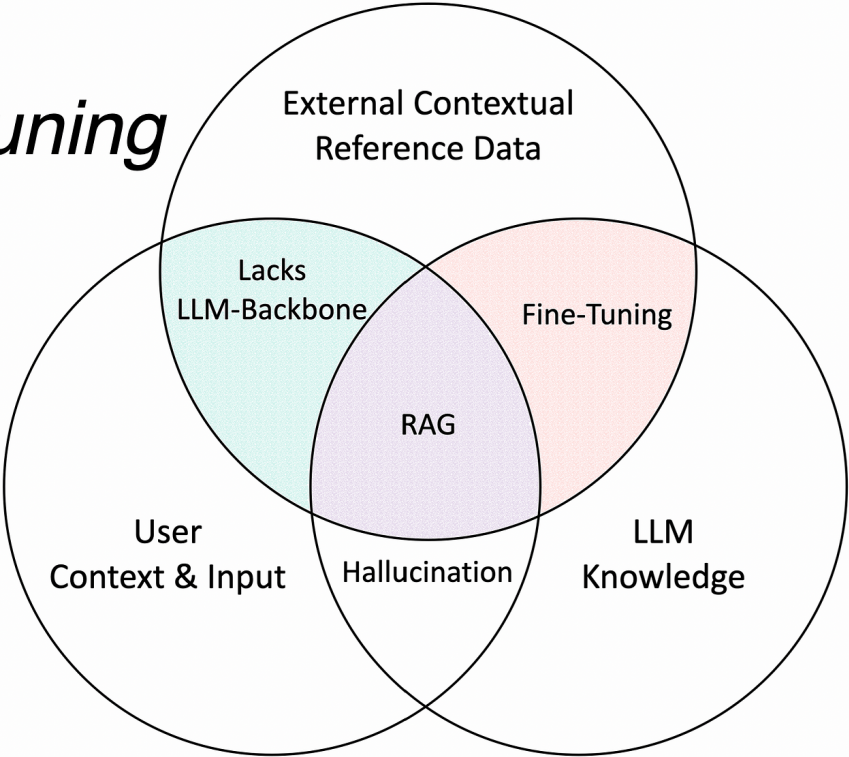 External Contextual
Reference Data
uning
Lacks
LLM-Backbone
Fine-Tuning
RAG
User
Context & Input
Hallucination
LLM
Knowledge